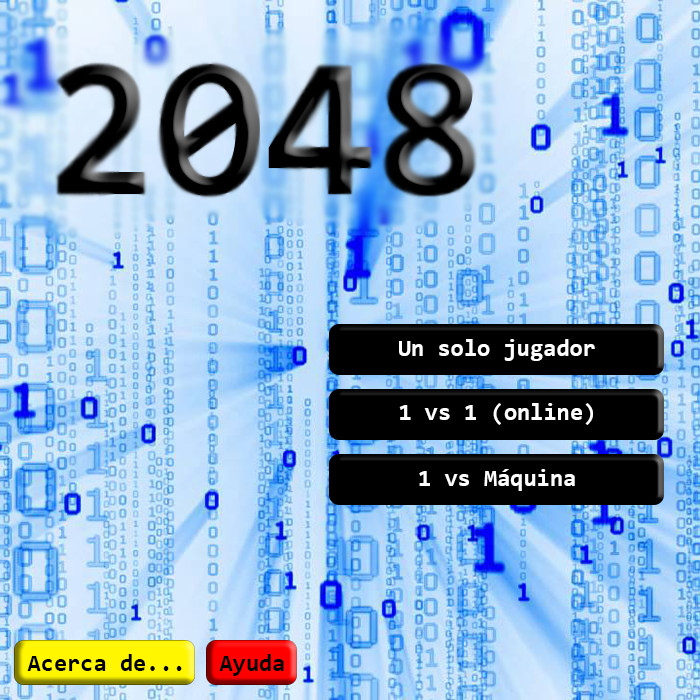 2048
Un solo jugador
1 vs 1 (online)
1 vs Máquina
Acerca de...
Ayuda